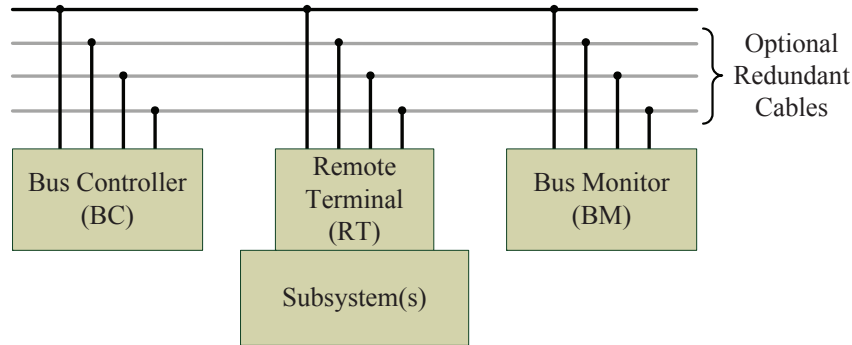 Optional
Redundant
Cables
Bus Controller
(BC)
Remote
Terminal
(RT)
Bus Monitor
(BM)
Subsystem(s)